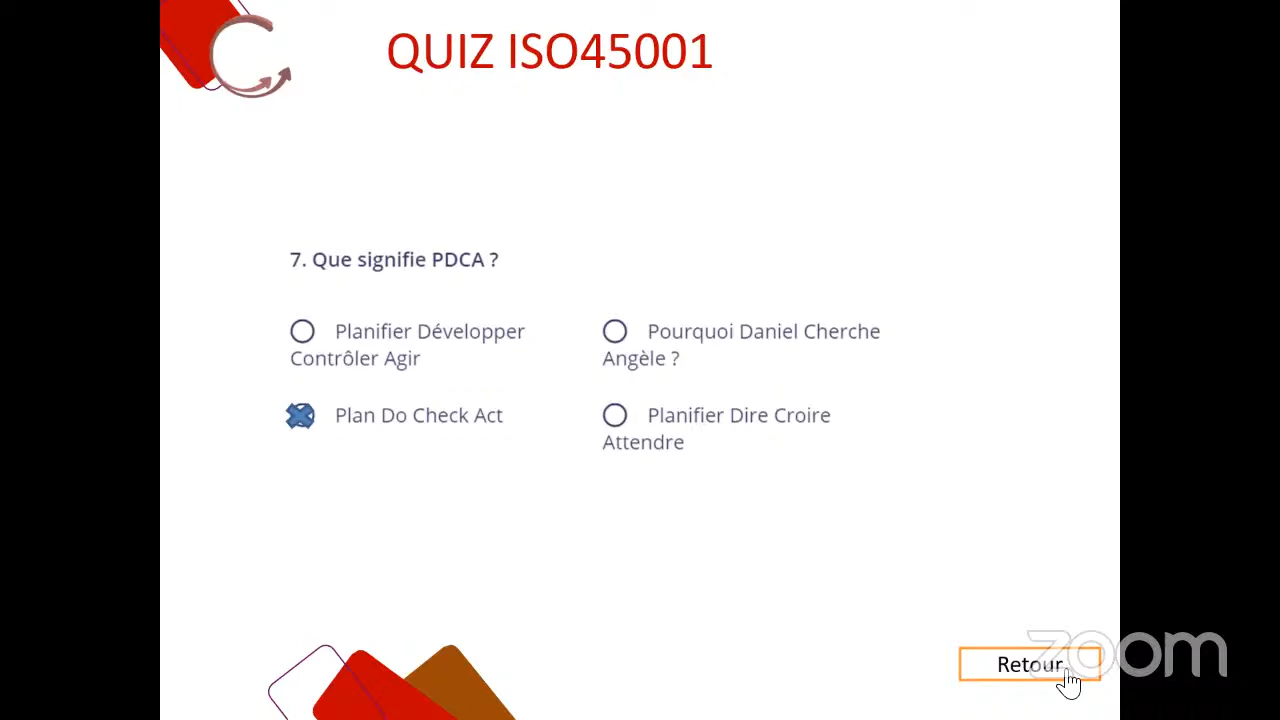 QUIZ ISO45001
7. Que signifie PDCA ?
Planifier Développer
Contrôler Agir
Pourquoi Daniel Cherche
Angèle ?
Plan Do Check Act
Planifier Dire Croire
Attendre
Retour
zoom